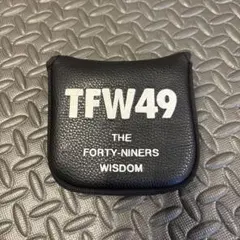 TFW49
THE
FORTY-NINERS
WISDOM